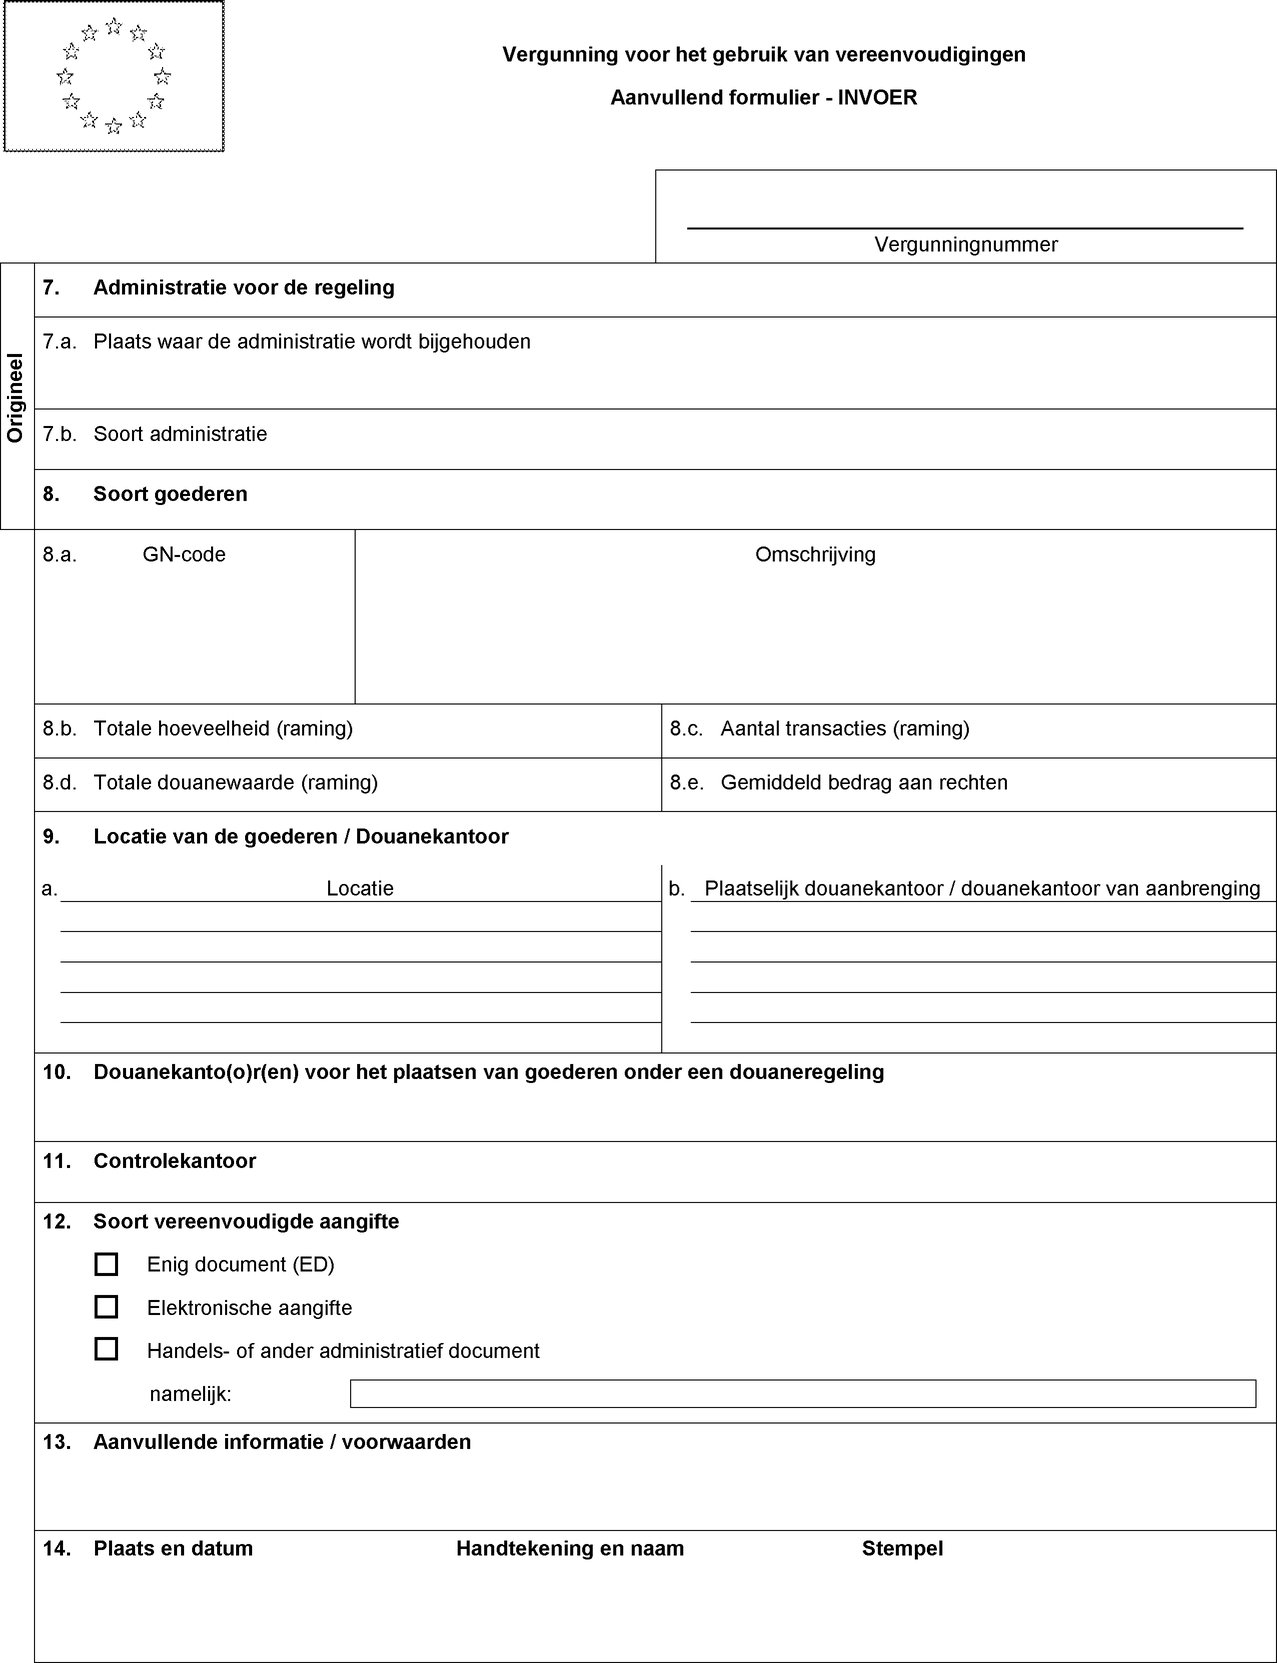 Vergunning voor het gebruik van vereenvoudigingen
Aanvullend formulier - INVOER
Vergunningnummer
Origineel
7. Administratie voor de regeling
7.a. Plaats waar de administratie wordt bijgehouden
7.b. Soort administratie
8. Soort goederen
8.a. GN-code Omschrijving
8.b. Totale hoeveelheid (raming) 8.c. Aantal transacties (raming)
8.d. Totale douanewaarde (raming) 8.e. Gemiddeld bedrag aan rechten
9. Locatie van de goederen / Douanekantoor
a. Locatie b. Plaatselijk douanekantoor / douanekantoor van aanbrenging
10. Douanekanto(o)r(en) voor het plaatsen van goederen onder een douaneregeling
11. Controlekantoor
12. Soort vereenvoudigde aangifte
Enig document (ED)
Elektronische aangifte
Handels- of ander administratief document
namelijk:
13. Aanvullende informatie / voorwaarden
14. Plaats en datum Handtekening en naam Stempel